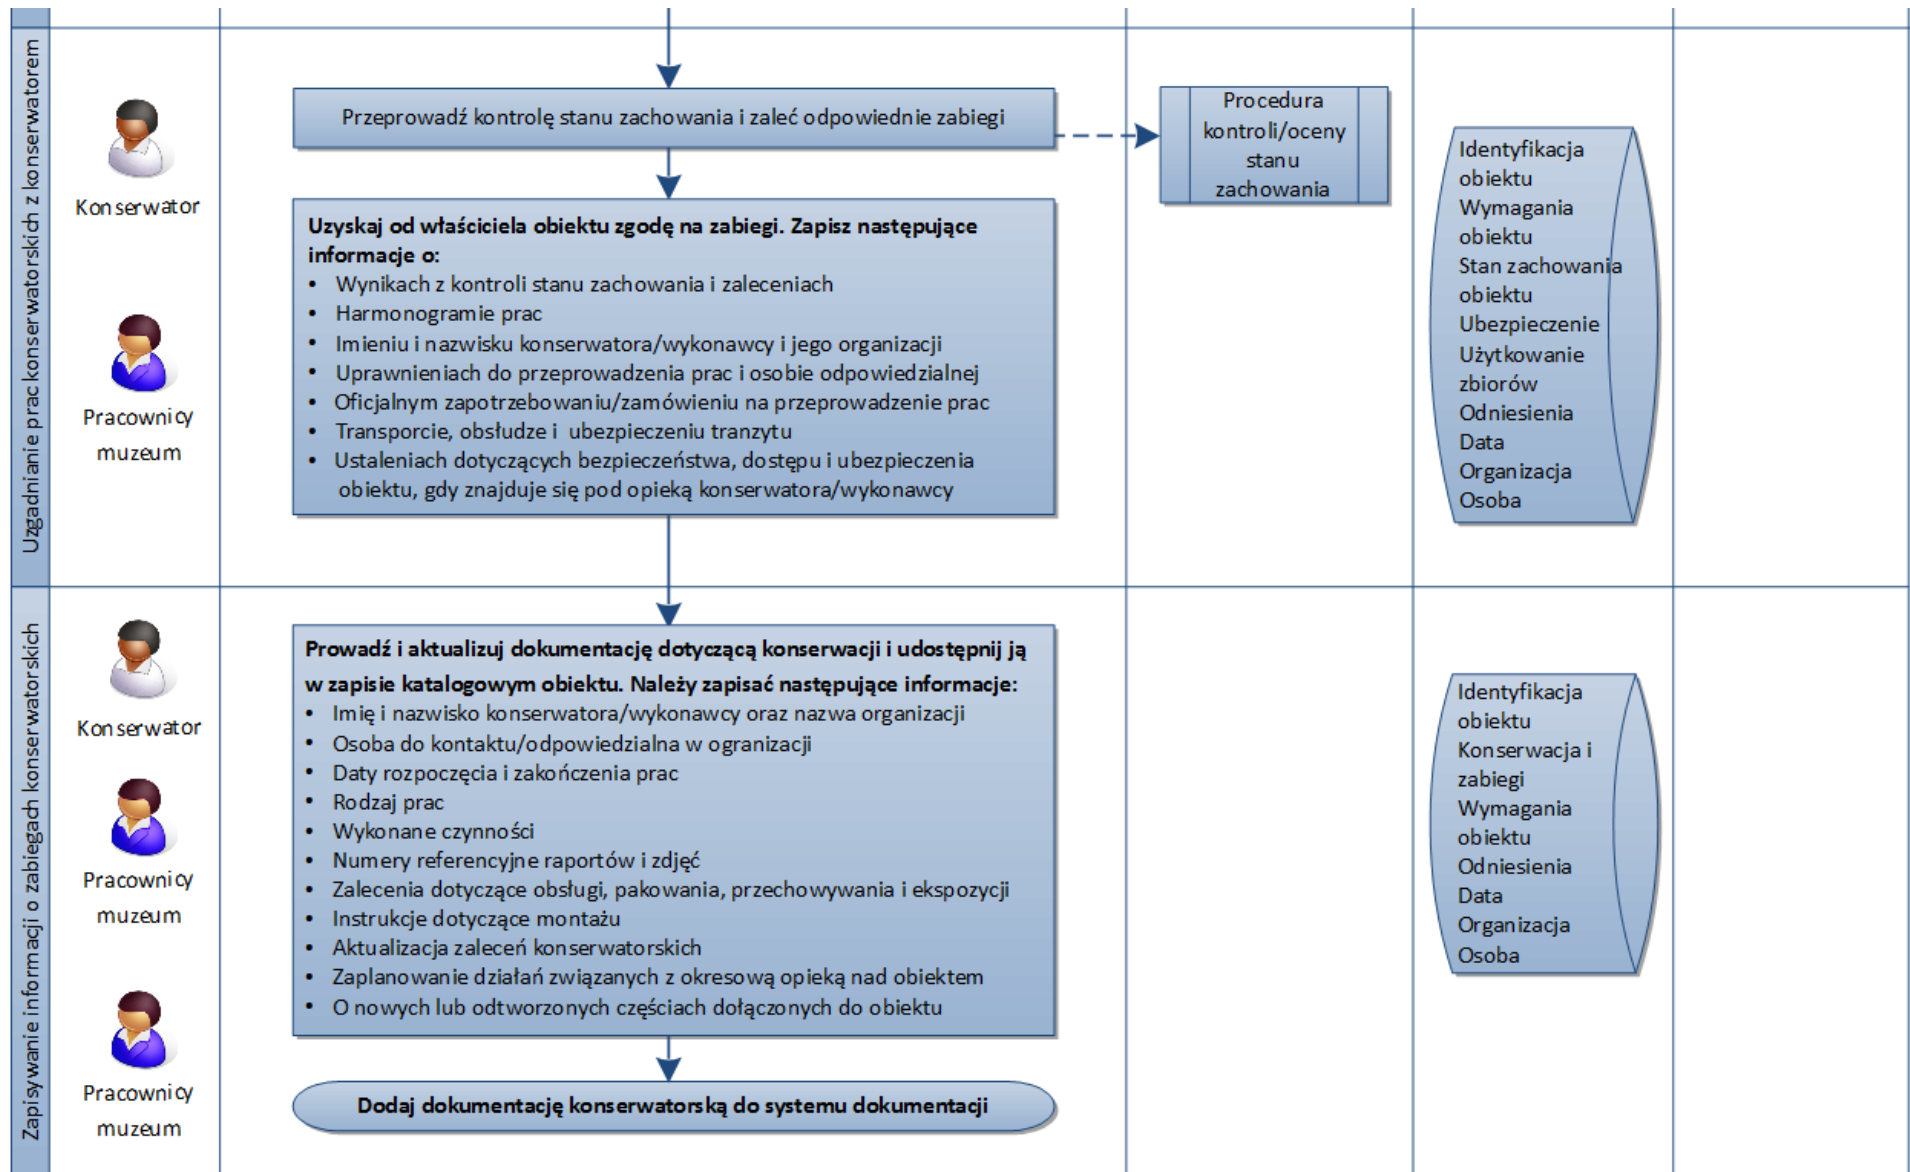 Uzgadnianie prac konserwatorskich z konserwatorem
Konserwator
Pracownicy
muzeum
Przeprowadź kontrolę stanu zachowania i zaleć odpowiednie zabiegi
Uzyskaj od właściciela obiektu zgodę na zabiegi. Zapisz następujące
informacje o:
• Wynikach z kontroli stanu zachowania i zaleceniach
• Harmonogramie prac
• Imieniu i nazwisku konserwatora/wykonawcy i jego organizacji
• Uprawnieniach do przeprowadzenia prac i osobie odpowiedzialnej
• Oficjalnym zapotrzebowaniu/zamówieniu na przeprowadzenie prac
• Transporcie, obsłudze i ubezpieczeniu tranzytu
• Ustaleniach dotyczących bezpieczeństwa, dostępu i ubezpieczenia
obiektu, gdy znajduje się pod opieką konserwatora/wykonawcy
Procedura
kontroli/oceny
stanu
zachowania
Identyfikacja
obiektu
Wymagania
obiektu
Stan zachowania
obiektu
Ubezpieczenie
Użytkowanie
zbiorów
Odniesienia
Data
Organizacja
Osoba
Zapisywanie informacji o zabiegach konserwatorskich
Konserwator
Pracownicy
muzeum
Pracownicy
muzeum
Prowadź i aktualizuj dokumentację dotyczącą konserwacji i udostępnij ją
w zapisie katalogowym obiektu. Należy zapisać następujące informacje:
• Imię i nazwisko konserwatora/wykonawcy oraz nazwa organizacji
• Osoba do kontaktu/odpowiedzialna w ogranizacji
• Daty rozpoczęcia i zakończenia prac
• Rodzaj prac
• Wykonane czynności
• Numery referencyjne raportów i zdjęć
• Zalecenia dotyczące obsługi, pakowania, przechowywania i ekspozycji
• Instrukcje dotyczące montażu
• Aktualizacja zaleceń konserwatorskich
• Zaplanowanie działań związanych z okresową opieką nad obiektem
• O nowych lub odtworzonych częściach dołączonych do obiektu
Dodaj dokumentację konserwatorską do systemu dokumentacji
Identyfikacja
obiektu
Konserwacja i
zabiegi
Wymagania
obiektu
Odniesienia
Data
Organizacja
Osoba